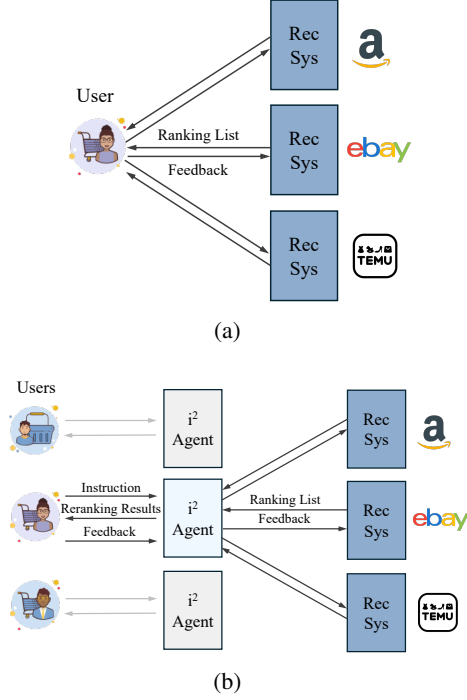 Rec
Sys
a
User
Ranking List
Feedback
Rec
Sys
ebay
Rec
Sys
TEMU
(a)
Users
i²
Agent
Rec
Sys
a
Instruction
Reranking Results
Feedback
i²
Agent
Ranking List
Feedback
Rec
Sys
ebay
i²
Agent
Rec
Sys
TEMU
(b)